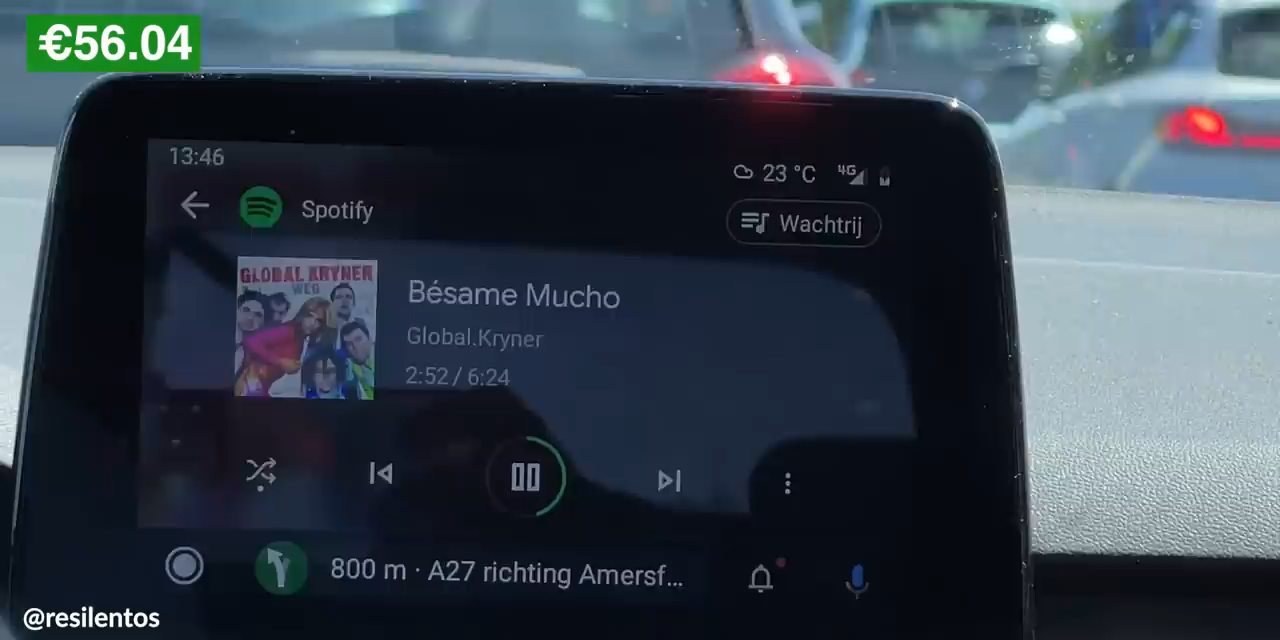 €56.04
13:46
23 °C
4G
Spotify
Wachtrij
GLOBAL KRYNER
WEG
Bésame Mucho
Global.Kryner
2:52 / 6:24
800 m · A27 richting Amersf...
@resilentos